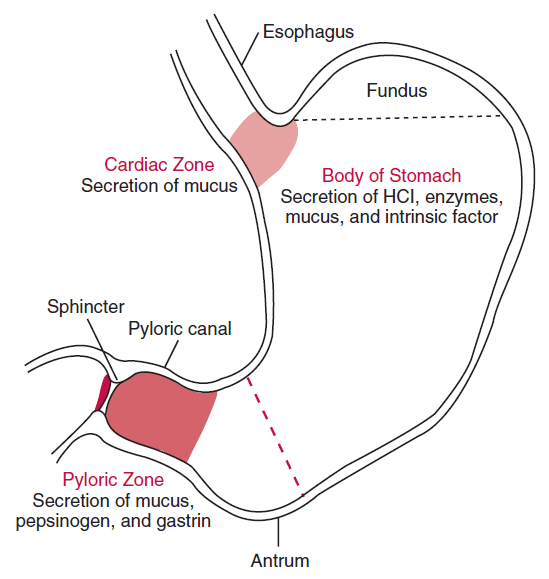 Esophagus
Fundus
Cardiac Zone
Secretion of mucus
Body of Stomach
Secretion of HCl, enzymes,
mucus, and intrinsic factor
Sphincter
Pyloric canal
Pyloric Zone
Secretion of mucus,
pepsinogen, and gastrin
Antrum